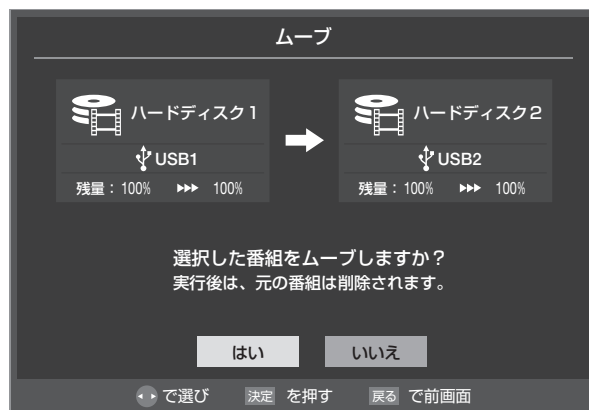 ムーブ
ハードディスク1
USB1
残量：100% ▶▶▶ 100%
ハードディスク2
USB2
残量：100% ▶▶▶ 100%
選択した番組をムーブしますか？
実行後は、元の番組は削除されます。
はい いいえ
で選び 決定 を押す 戻る で前画面